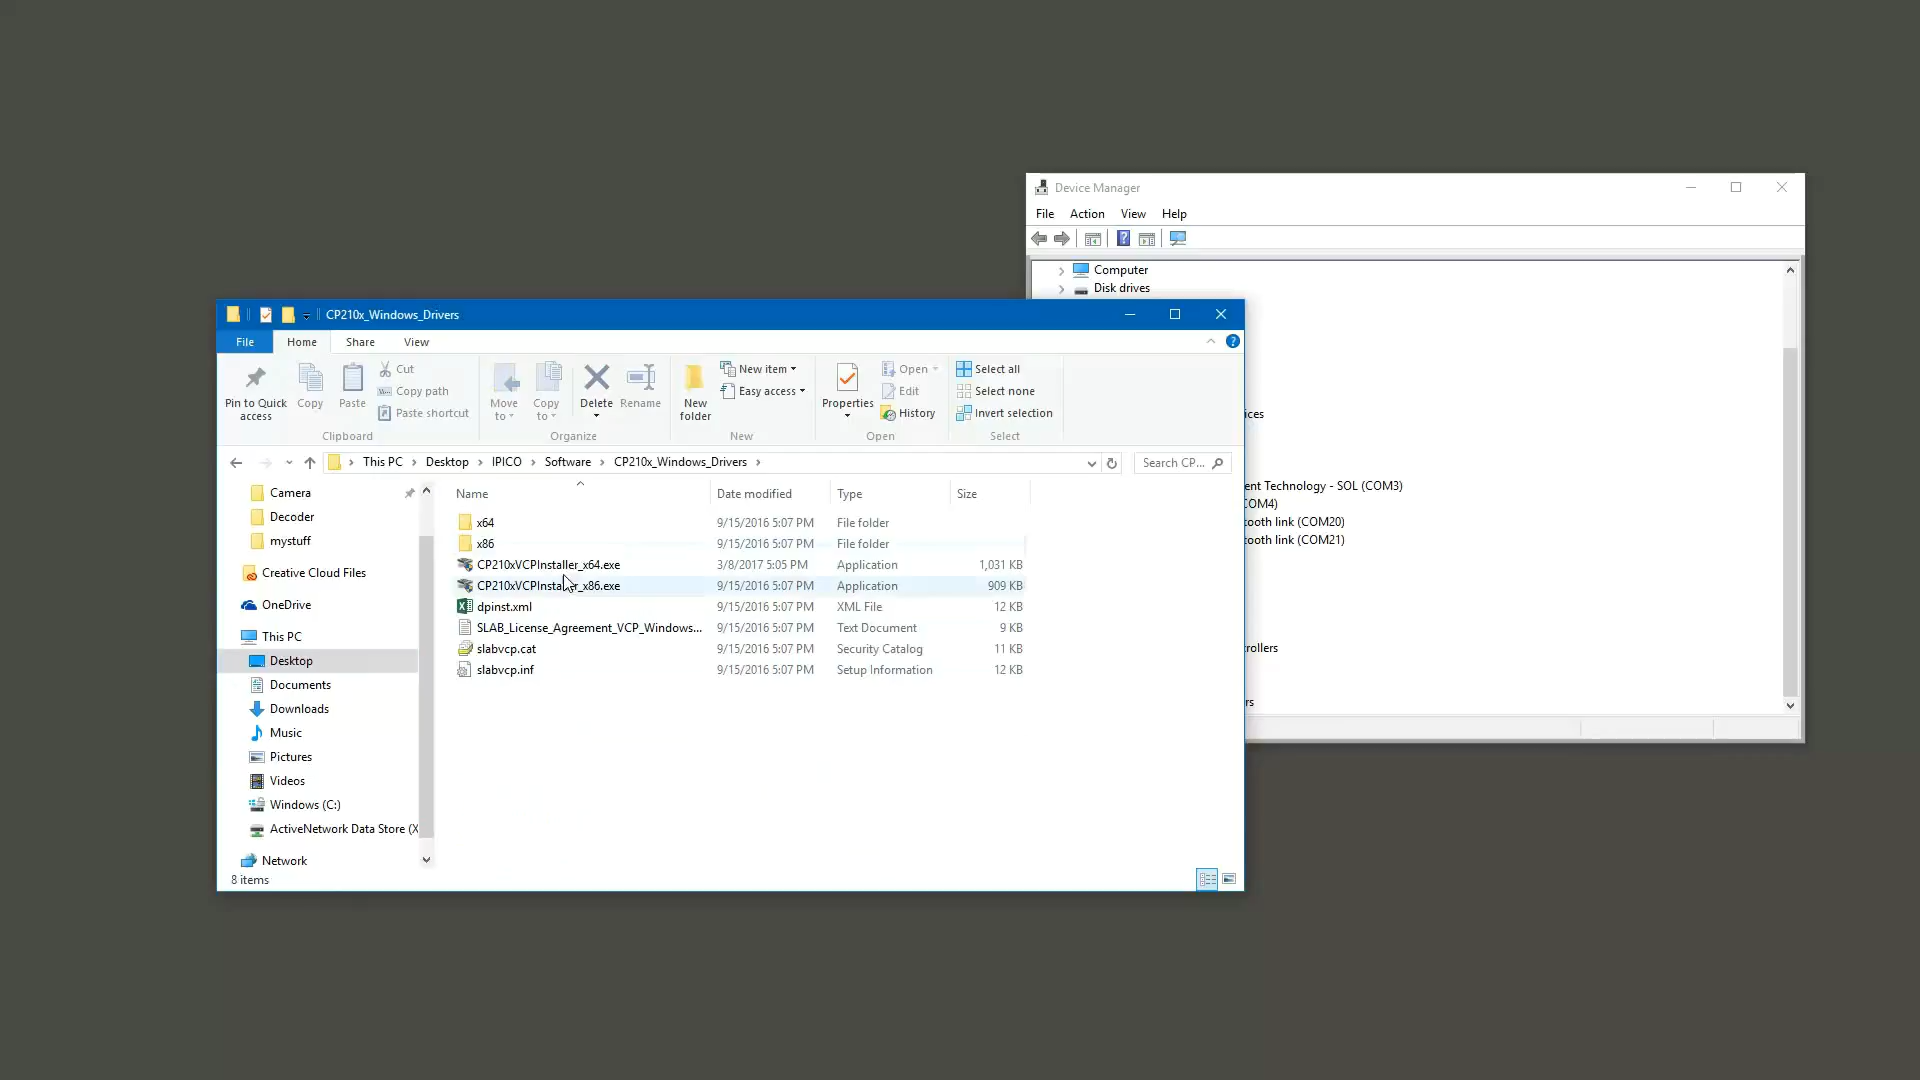 Device Manager
File Action View Help
Computer
Disk drives
ices
ent Technology - SOL (COM3)
COM4)
tooth link (COM20)
tooth link (COM21)
rollers
rs
CP210x_Windows_Drivers
File Home Share View
Pin to Quick access
Copy
Paste
Cut
Copy path
Paste shortcut
Clipboard
Move to
Copy to
Delete
Rename
Organize
New folder
New item
Easy access
New
Properties
Open
Edit
History
Open
Select all
Select none
Invert selection
Select
This PC > Desktop > IPICO > Software > CP210x_Windows_Drivers >
Search CP...
Camera
Decoder
mystuff
Creative Cloud Files
OneDrive
This PC
Desktop
Documents
Downloads
Music
Pictures
Videos
Windows (C:)
ActiveNetwork Data Store (X
Network
Name Date modified Type Size
x64 9/15/2016 5:07 PM File folder
x86 9/15/2016 5:07 PM File folder
CP210xVCPInstaller_x64.exe 3/8/2017 5:05 PM Application 1,031 KB
CP210xVCPInstaller_x86.exe 9/15/2016 5:07 PM Application 909 KB
dpinst.xml 9/15/2016 5:07 PM XML File 12 KB
SLAB_License_Agreement_VCP_Windows... 9/15/2016 5:07 PM Text Document 9 KB
slabvcp.cat 9/15/2016 5:07 PM Security Catalog 11 KB
slabvcp.inf 9/15/2016 5:07 PM Setup Information 12 KB
8 items